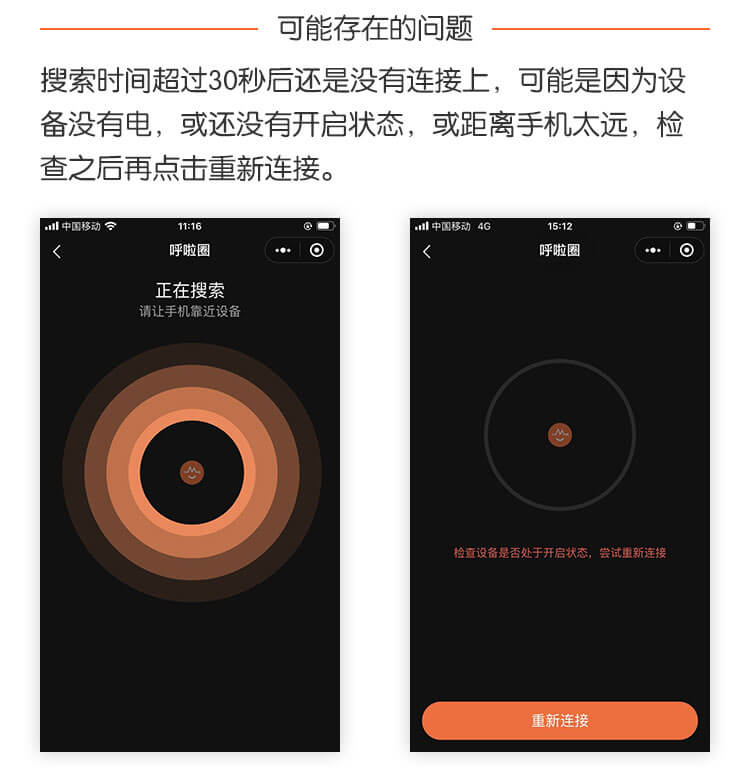 可能存在的问题
搜索时间超过30秒后还是没有连接上，可能是因为设
备没有电，或还没有开启状态，或距离手机太远，检
查之后再点击重新连接。
中国移动 11:16
呼啦圈
正在搜索
请让手机靠近设备
中国移动 4G 15:12
呼啦圈
检查设备是否处于开启状态，尝试重新连接
重新连接